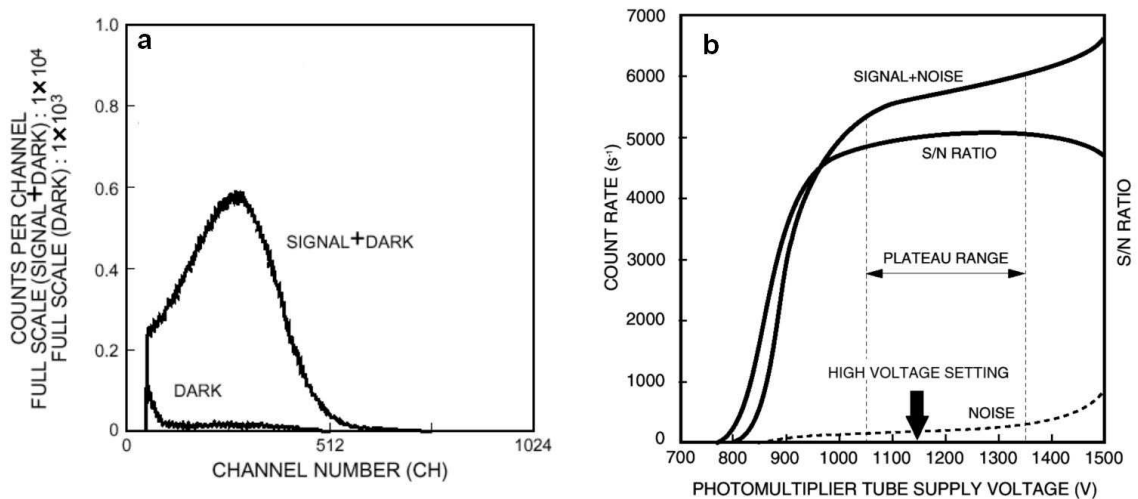 a
COUNTS PER CHANNEL
FULL SCALE (SIGNAL+DARK) : 1×10⁴
FULL SCALE (DARK) : 1×10³
1.0
0.8
0.6
0.4
0.2
0
SIGNAL+DARK
DARK
0
512
1024
CHANNEL NUMBER (CH)
b
COUNT RATE (s⁻¹)
7000
6000
5000
4000
3000
2000
1000
0
SIGNAL+NOISE
S/N RATIO
PLATEAU RANGE
HIGH VOLTAGE SETTING
NOISE
S/N RATIO
700
800
900
1000
1100
1200
1300
1400
1500
PHOTOMULTIPLIER TUBE SUPPLY VOLTAGE (V)